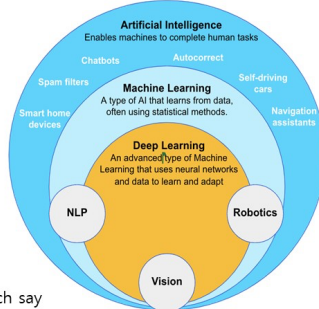 Artificial Intelligence
Enables machines to complete human tasks
Chatbots
Autocorrect
Spam filters
Self-driving
cars
Smart home
devices
Navigation
assistants
Machine Learning
A type of AI that learns from data,
often using statistical methods.
Deep Learning
An advanced type of Machine
Learning that uses neural networks
and data to learn and adapt
NLP
Robotics
Vision
say